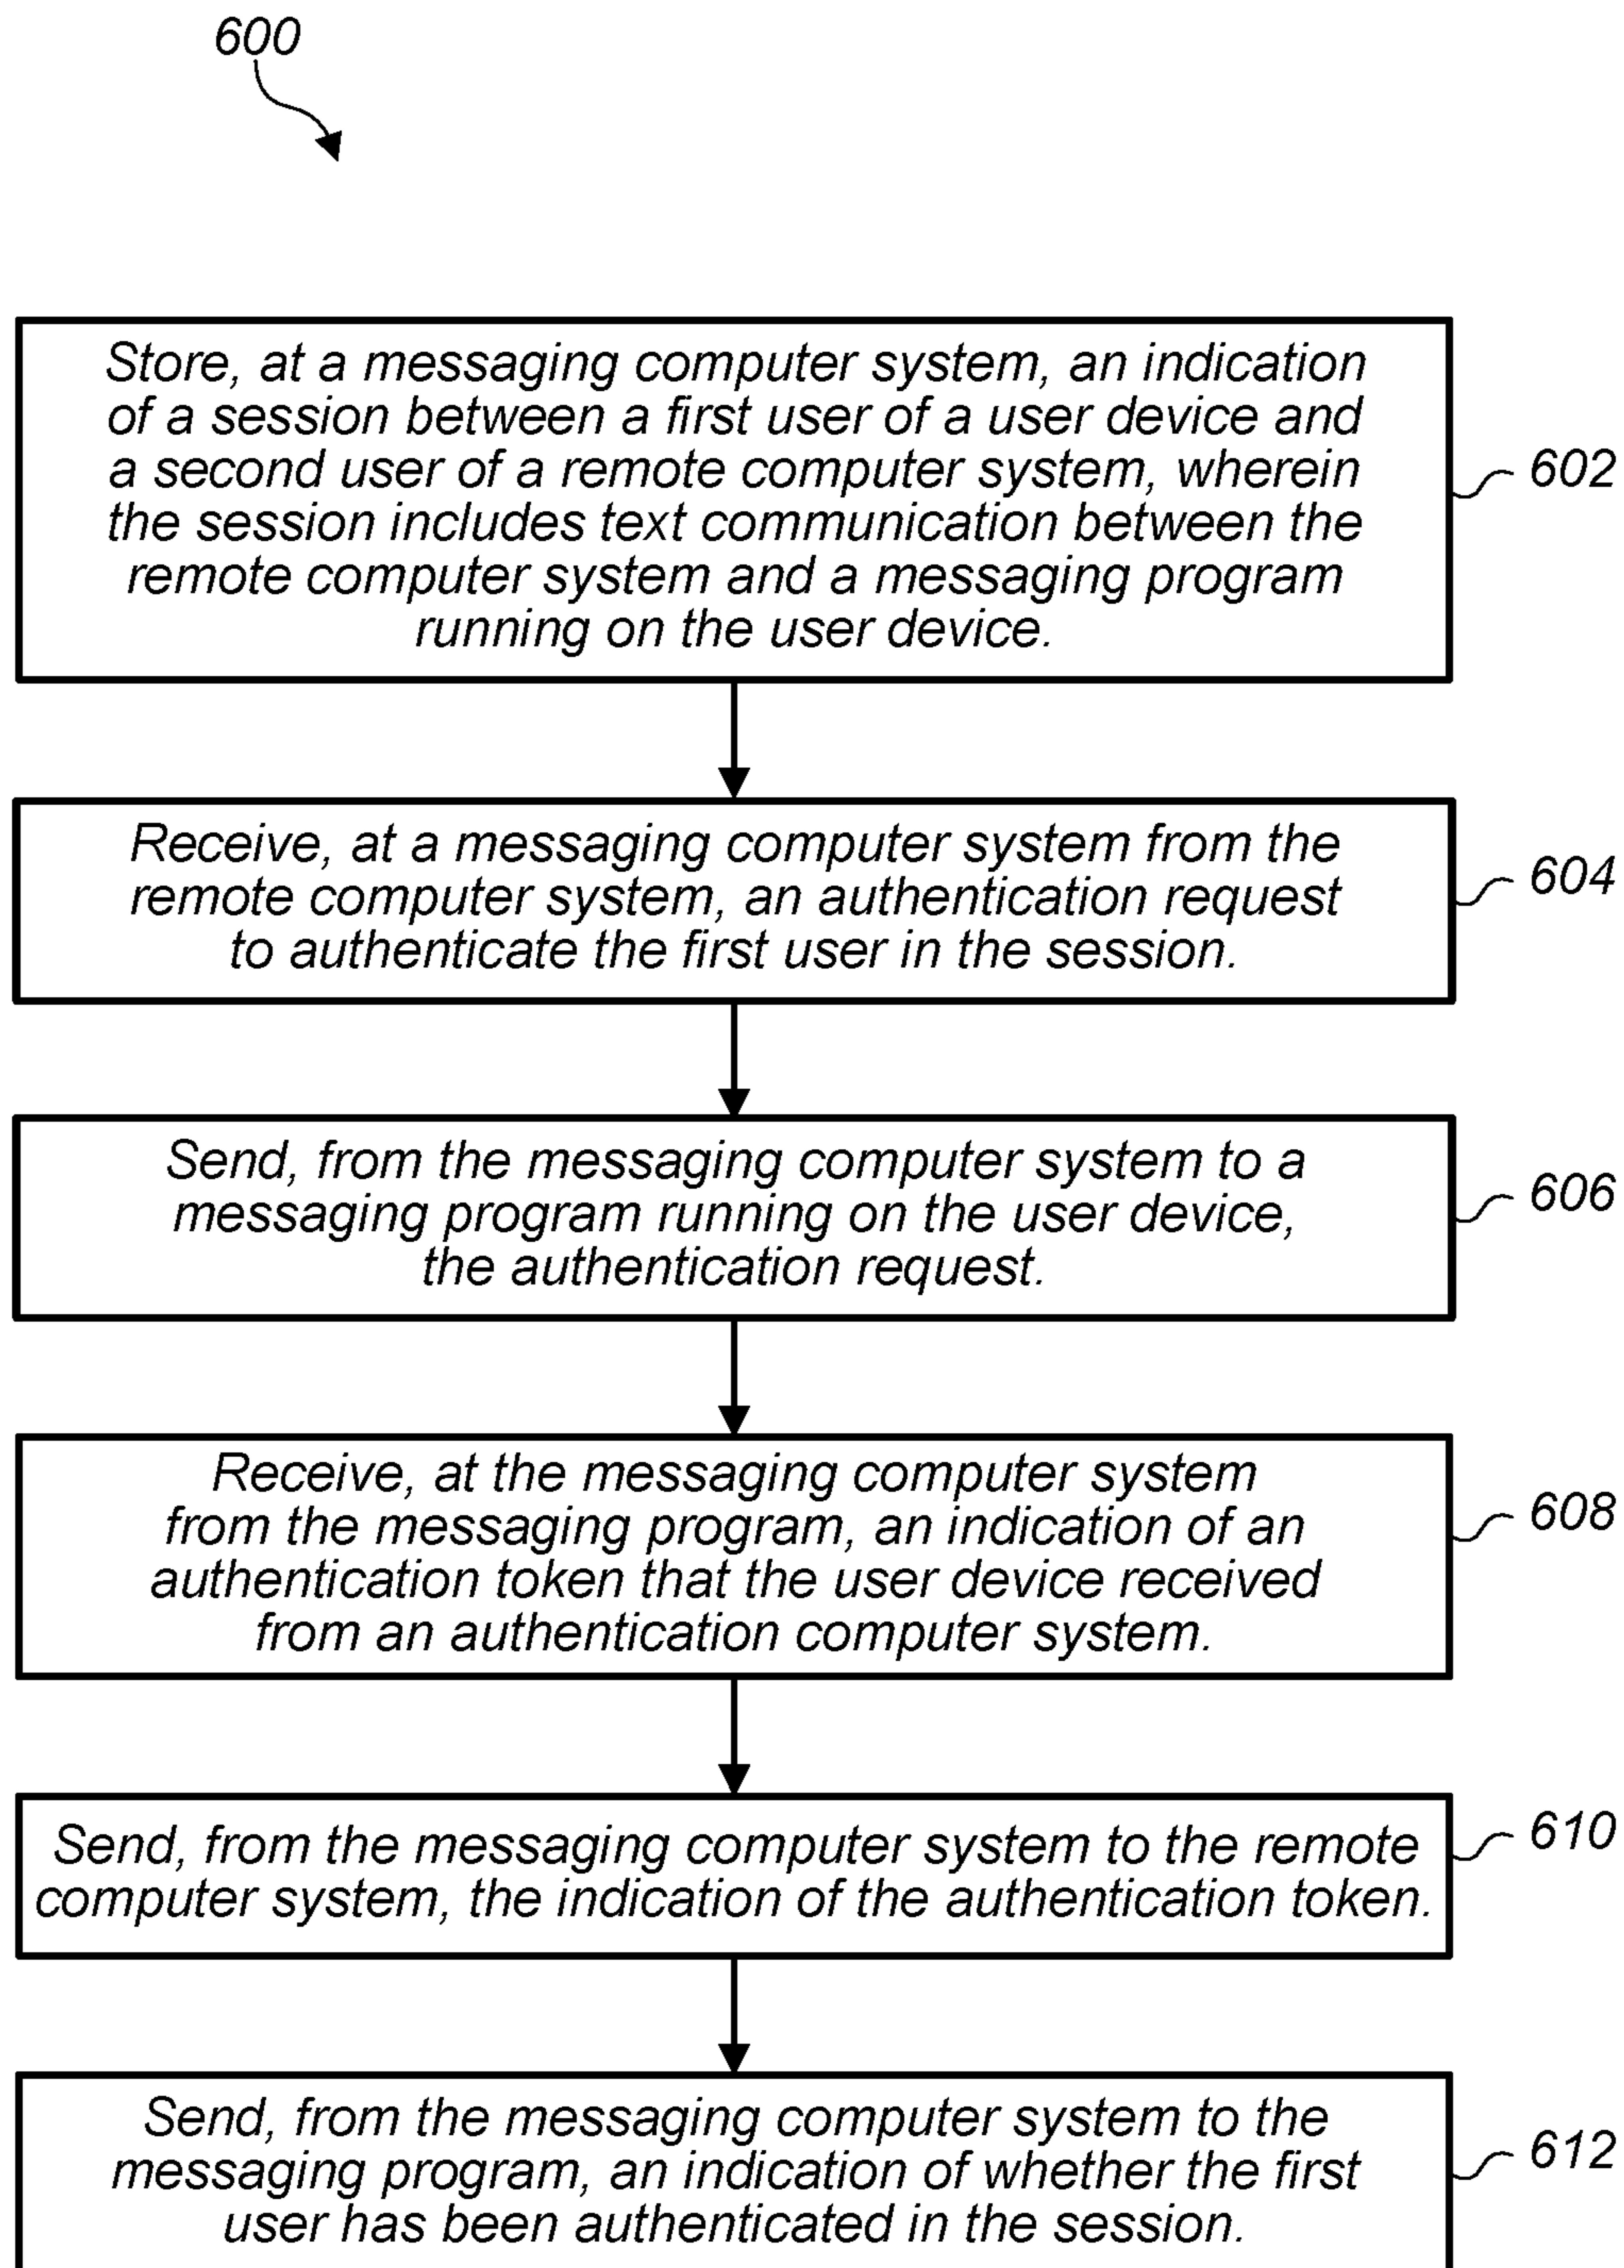 600
Store, at a messaging computer system, an indication
of a session between a first user of a user device and
a second user of a remote computer system, wherein
the session includes text communication between the
remote computer system and a messaging program
running on the user device.
602
Receive, at a messaging computer system from the
remote computer system, an authentication request
to authenticate the first user in the session.
604
Send, from the messaging computer system to a
messaging program running on the user device,
the authentication request.
606
Receive, at the messaging computer system
from the messaging program, an indication of an
authentication token that the user device received
from an authentication computer system.
608
Send, from the messaging computer system to the remote
computer system, the indication of the authentication token.
610
Send, from the messaging computer system to the
messaging program, an indication of whether the first
user has been authenticated in the session.
612